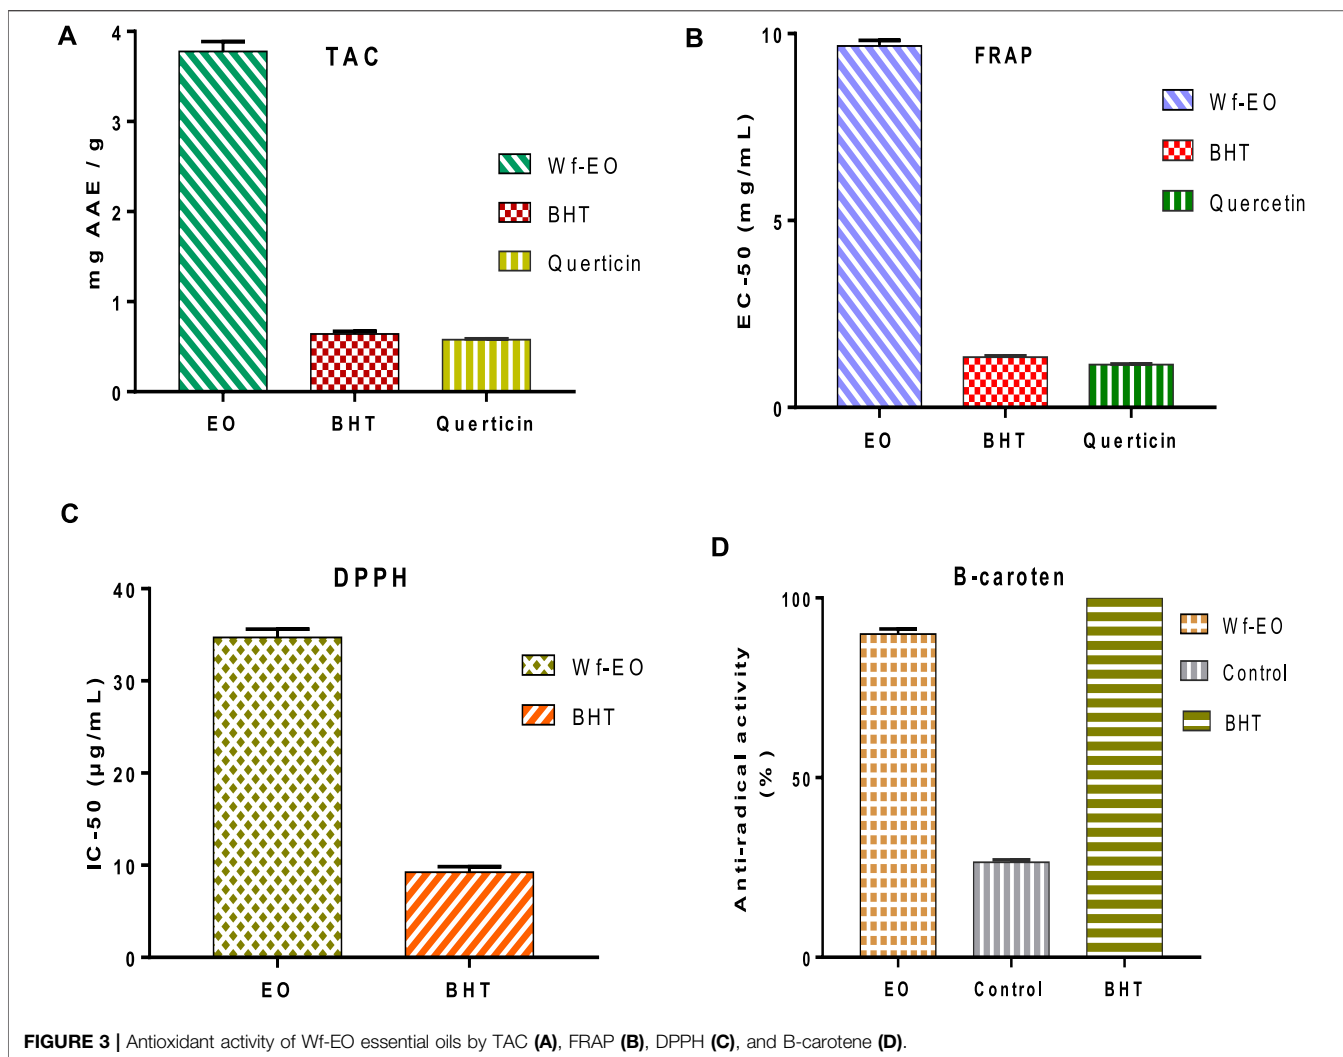 A
TAC
mg AAE / g
4
3
2
1
0
EO
BHT
Querticin
Wf-EO
BHT
Querticin
B
FRAP
EC-50 (mg/mL)
10
5
0
EO
BHT
Querticin
Wf-EO
BHT
Quercetin
C
DPPH
IC-50 (µg/mL)
40
30
20
10
0
EO
BHT
Wf-EO
BHT
D
B-caroten
Anti-radical activity
(%)
100
50
0
EO
Control
BHT
Wf-EO
Control
BHT
FIGURE 3 | Antioxidant activity of Wf-EO essential oils by TAC (A), FRAP (B), DPPH (C), and B-carotene (D).